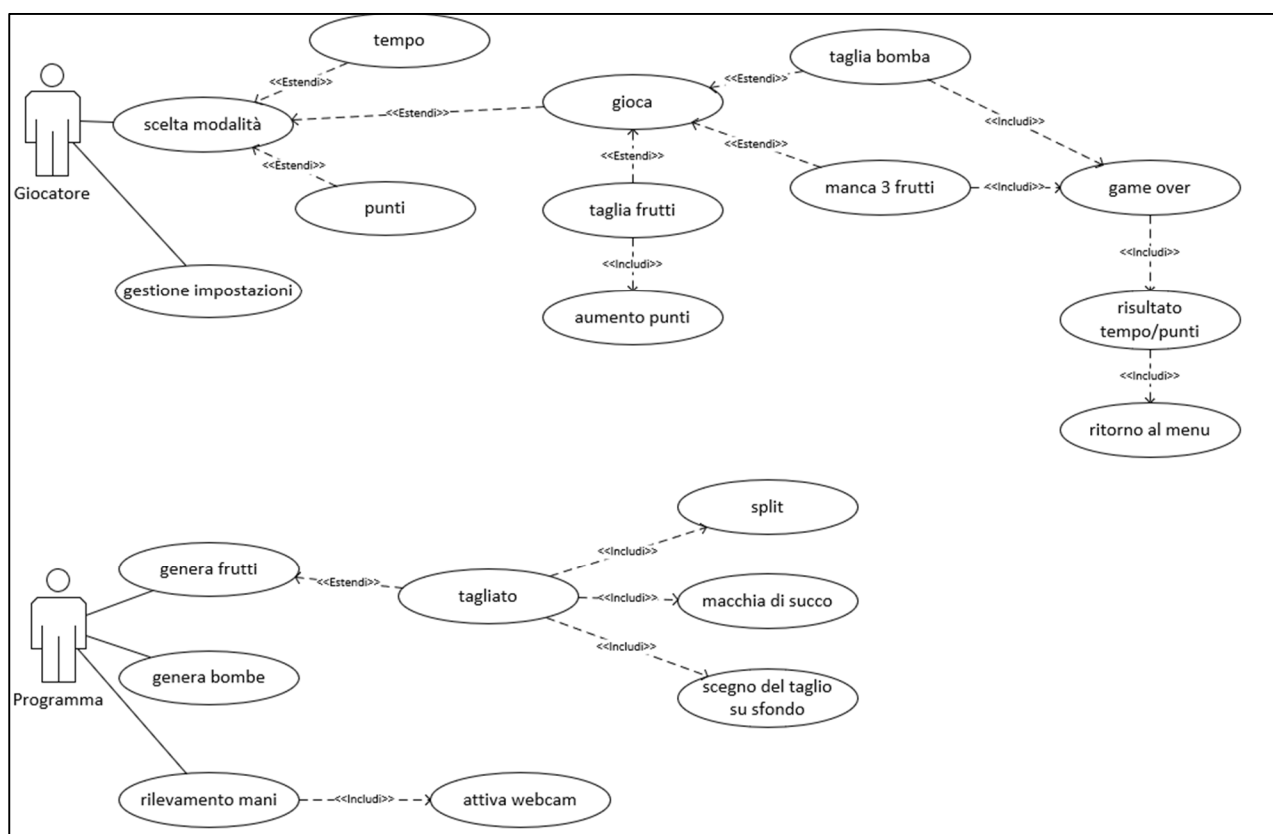 tempo
<<Estendi>>
scelta modalità
<<Estendi>>
punti
Giocatore
gestione impostazioni
<<Estendi>>
gioca
<<Estendi>>
taglia frutti
<<Includi>>
aumento punti
<<Estendi>>
taglia bomba
<<Includi>>
<<Estendi>>
manca 3 frutti
<<Includi>>
game over
<<Includi>>
risultato
tempo/punti
<<Includi>>
ritorno al menu
Programma
genera frutti
<<Estendi>>
tagliato
<<Includi>>
split
<<Includi>>
macchia di succo
<<Includi>>
scegno del taglio
su sfondo
genera bombe
rilevamento mani
<<Includi>>
attiva webcam